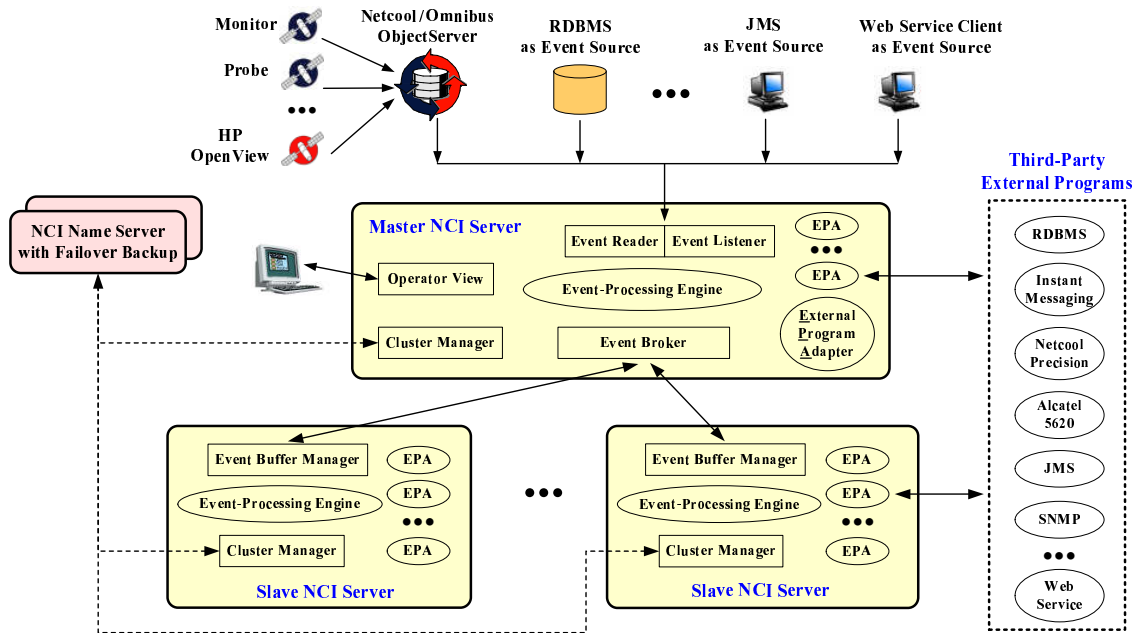 Monitor
Probe
HP
OpenView
Netcool/Omnibus
ObjectServer
RDBMS
as Event Source
JMS
as Event Source
Web Service Client
as Event Source
NCI Name Server
with Failover Backup
Master NCI Server
Event Reader
Event Listener
EPA
EPA
Operator View
Event-Processing Engine
External
Program
Adapter
Cluster Manager
Event Broker
Third-Party
External Programs
RDBMS
Instant
Messaging
Netcool
Precision
Alcatel
5620
JMS
SNMP
Web
Service
Event Buffer Manager
EPA
Event-Processing Engine
EPA
Cluster Manager
EPA
Slave NCI Server
Event Buffer Manager
EPA
Event-Processing Engine
EPA
Cluster Manager
EPA
Slave NCI Server